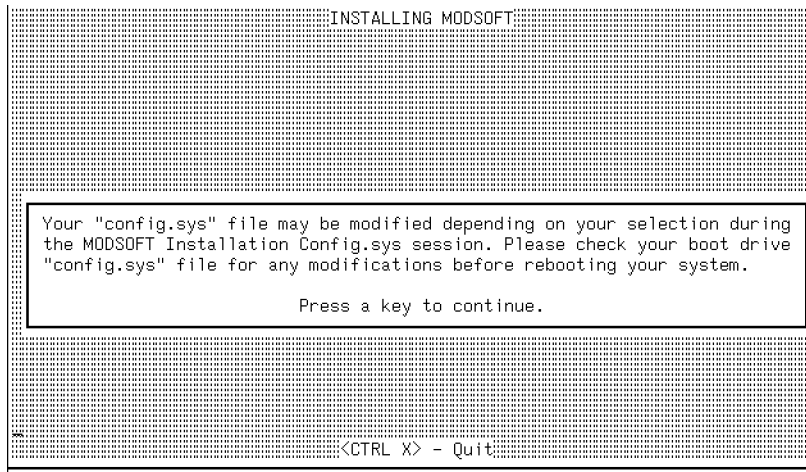 INSTALLING MODSOFT
Your "config.sys" file may be modified depending on your selection during
the MODSOFT Installation Config.sys session. Please check your boot drive
"config.sys" file for any modifications before rebooting your system.
Press a key to continue.
<CTRL X> - Quit